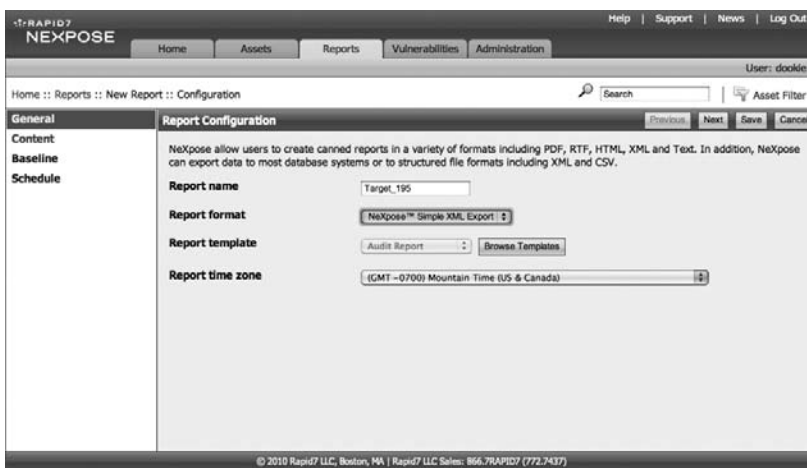 Help | Support | News | Log Out
RAPID7
NEXPOSE
Home Assets Reports Vulnerabilities Administration
User: dookie
Home :: Reports :: New Report :: Configuration Search Asset Filter
General Report Configuration Previous Next Save Cance
Content
Baseline
Schedule
NeXpose allow users to create canned reports in a variety of formats including PDF, RTF, HTML, XML and Text. In addition, NeXpose
can export data to most database systems or to structured file formats including XML and CSV.
Report name Target_195
Report format NeXpose™ Simple XML Export
Report template Audit Report Browse Templates
Report time zone (GMT -0700) Mountain Time (US & Canada)
© 2010 Rapid7 LLC, Boston, MA | Rapid7 LLC Sales: 866.7RAPID7 (772.7437)